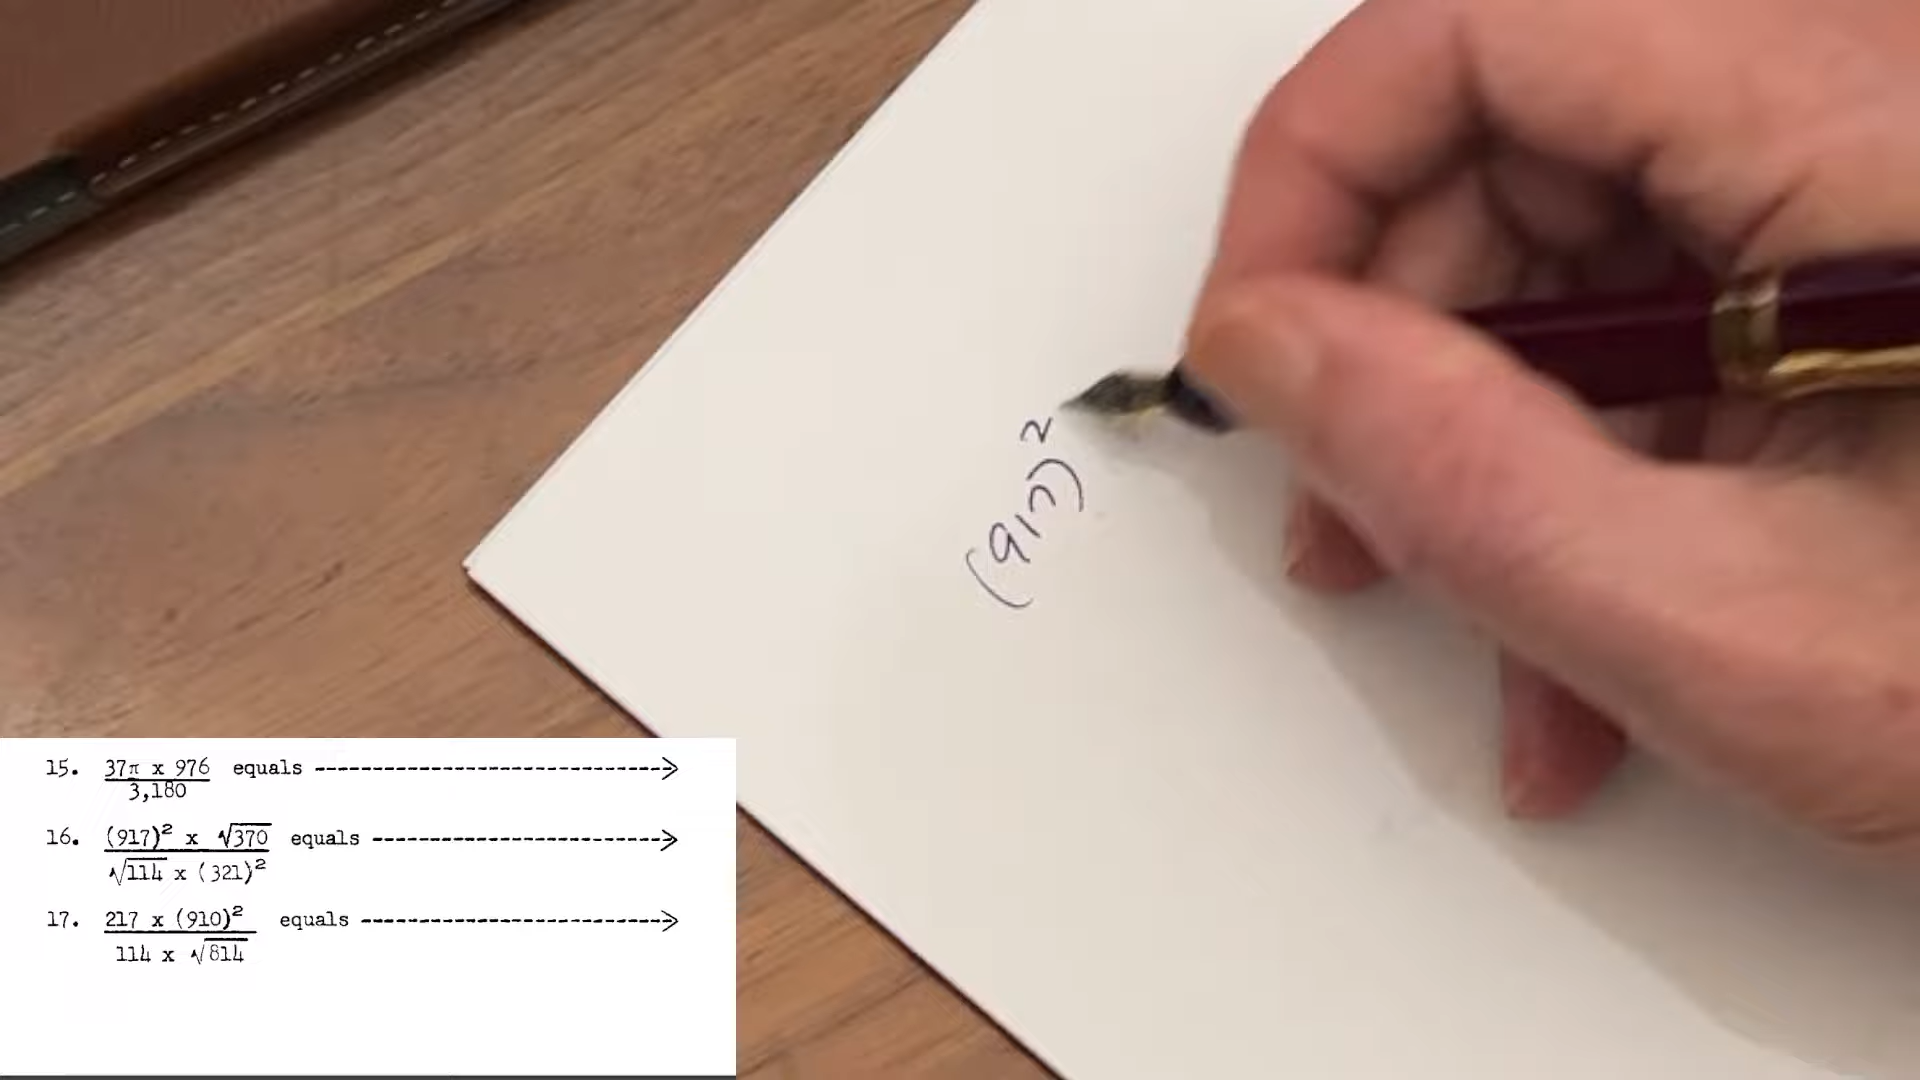 (917)²
15. 37π x 976 equals ------------------------------>
3,180
16. (917)² x √370 equals ------------------------->
√114 x (321)²
17. 217 x (910)² equals -------------------------->
114 x √814